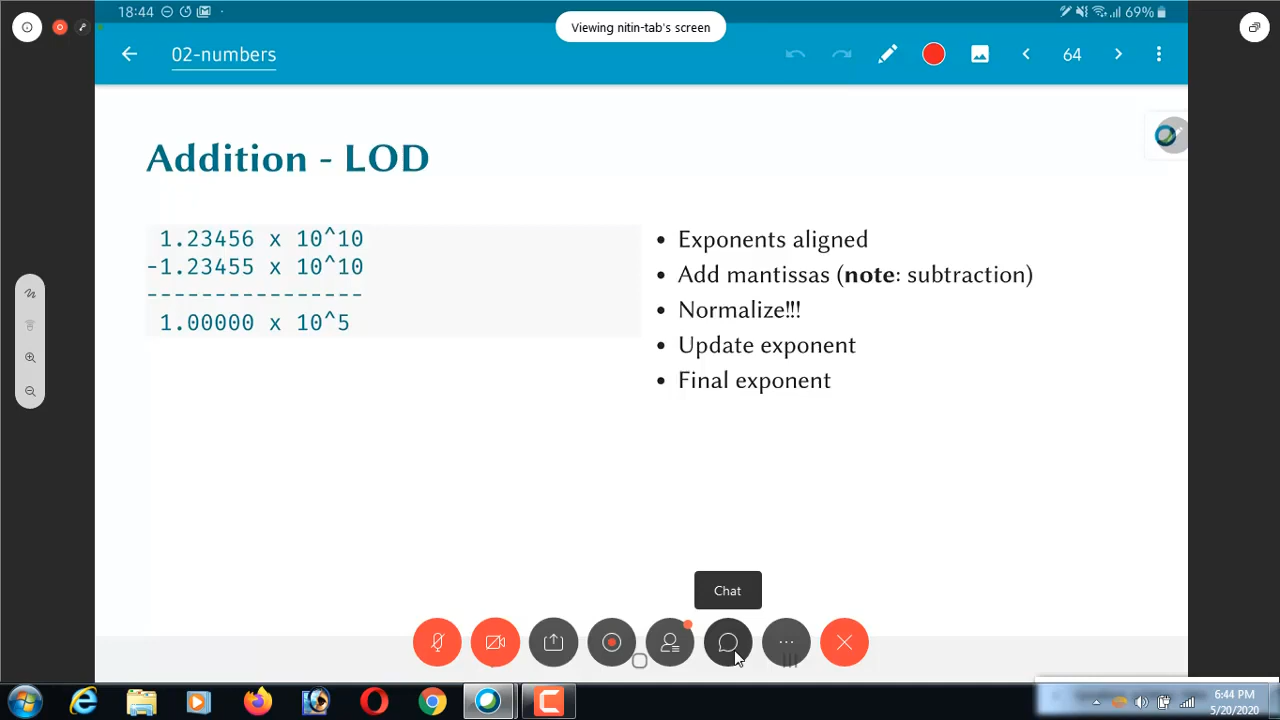 18:44
69%
Viewing nitin-tab's screen
02-numbers
64
Addition - LOD
1.23456 x 10^10
-1.23455 x 10^10
----------------
1.00000 x 10^5
• Exponents aligned
• Add mantissas (note: subtraction)
• Normalize!!!
• Update exponent
• Final exponent
Chat
6:44 PM
5/20/2020